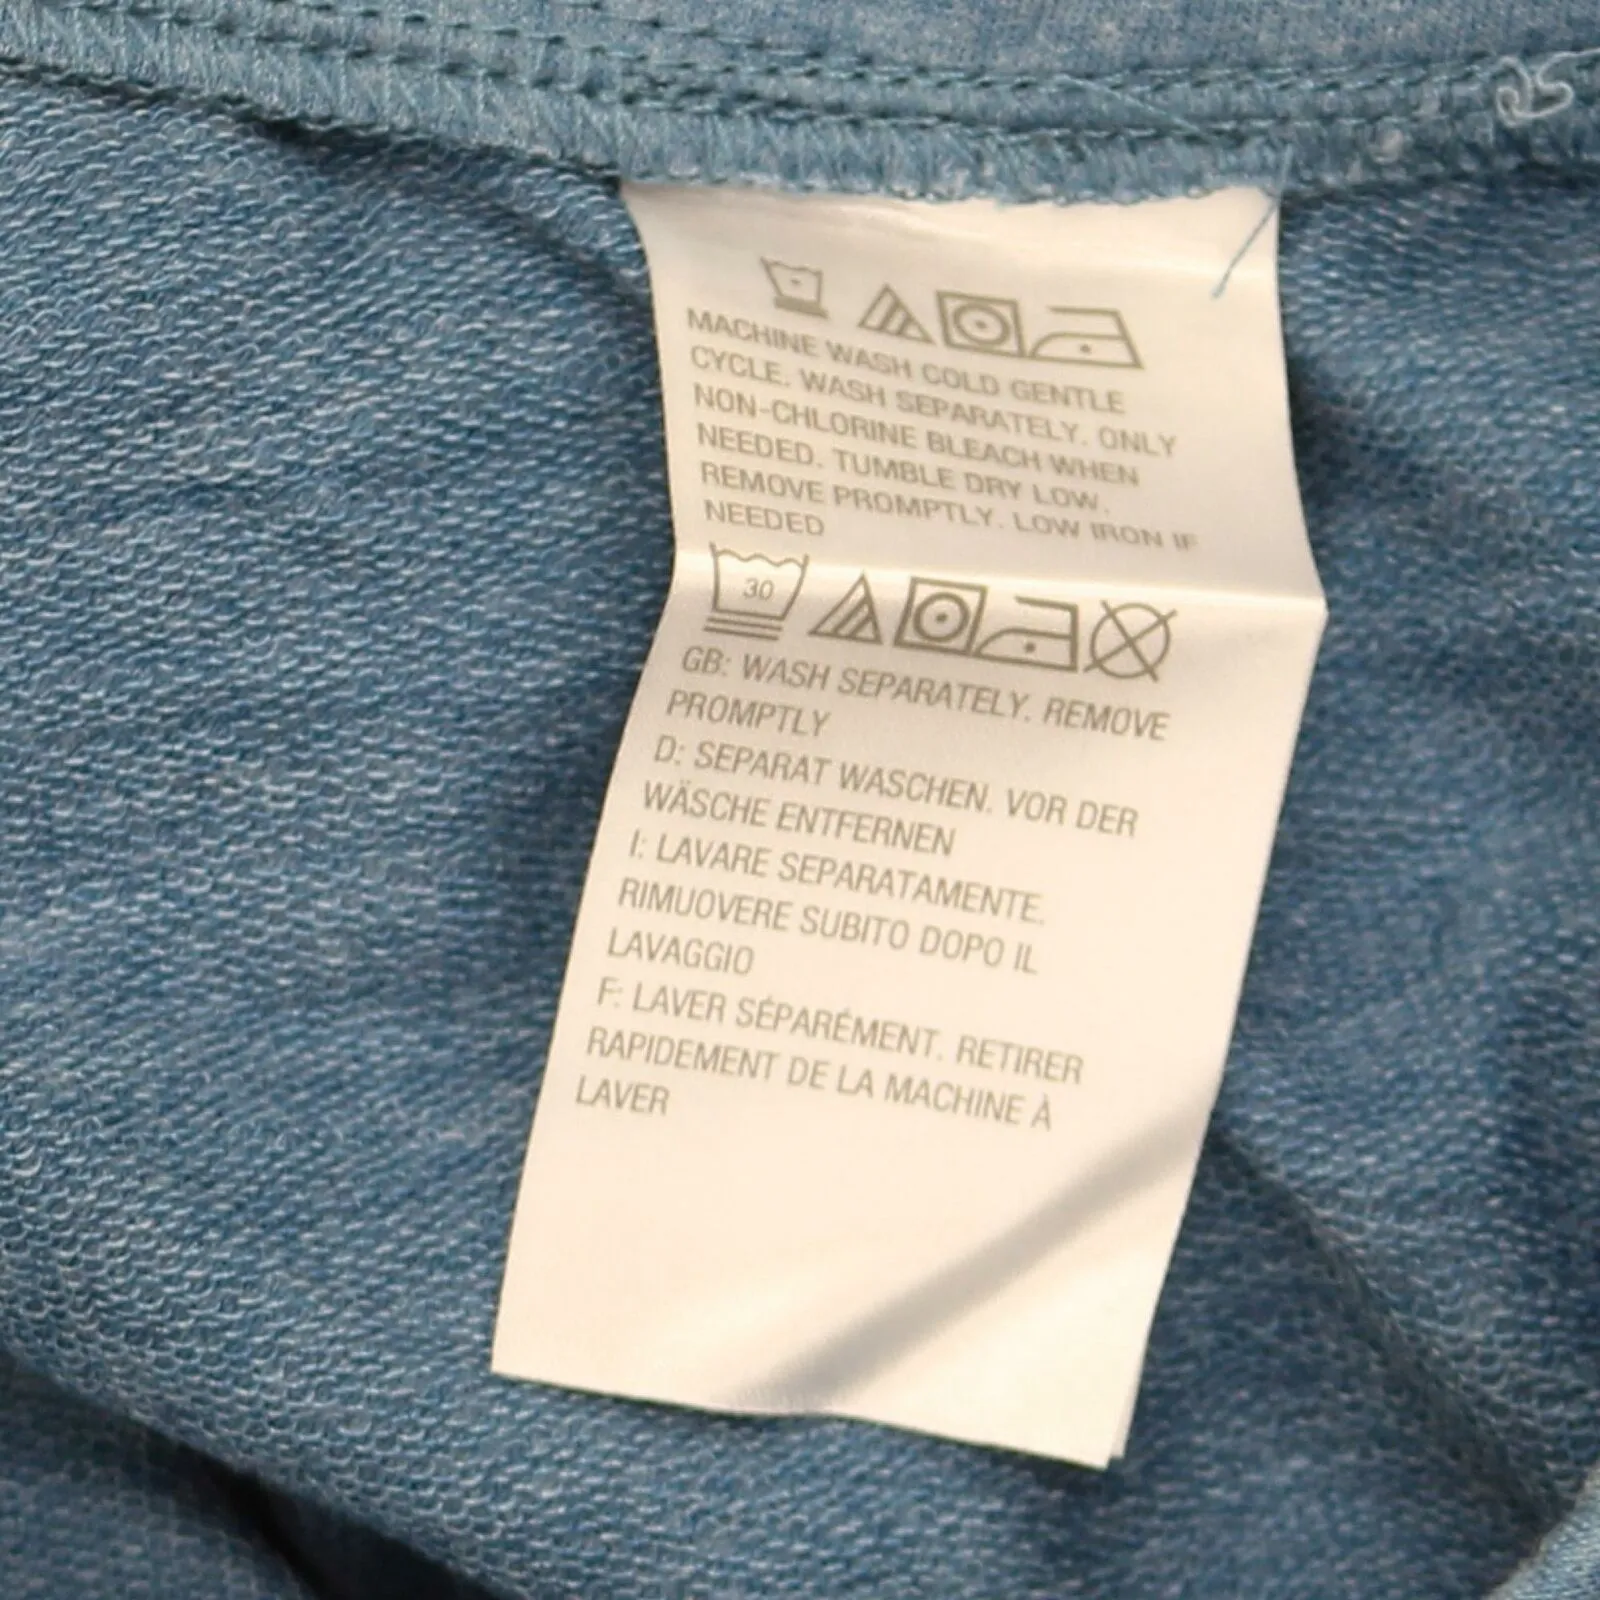 MACHINE WASH COLD GENTLE
CYCLE. WASH SEPARATELY. ONLY
NON-CHLORINE BLEACH WHEN
NEEDED. TUMBLE DRY LOW.
REMOVE PROMPTLY. LOW IRON IF
NEEDED
30
GB: WASH SEPARATELY. REMOVE
PROMPTLY
D: SEPARAT WASCHEN. VOR DER
WÄSCHE ENTFERNEN
I: LAVARE SEPARATAMENTE.
RIMUOVERE SUBITO DOPO IL
LAVAGGIO
F: LAVER SÉPARÉMENT. RETIRER
RAPIDEMENT DE LA MACHINE À
LAVER